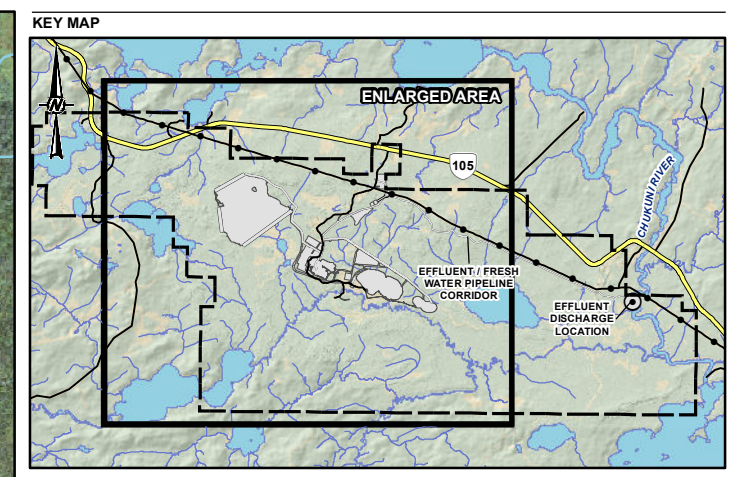 KEY MAP
N
ENLARGED AREA
105
CHUKUNI RIVER
EFFLUENT / FRESH
WATER PIPELINE
CORRIDOR
EFFLUENT
DISCHARGE
LOCATION